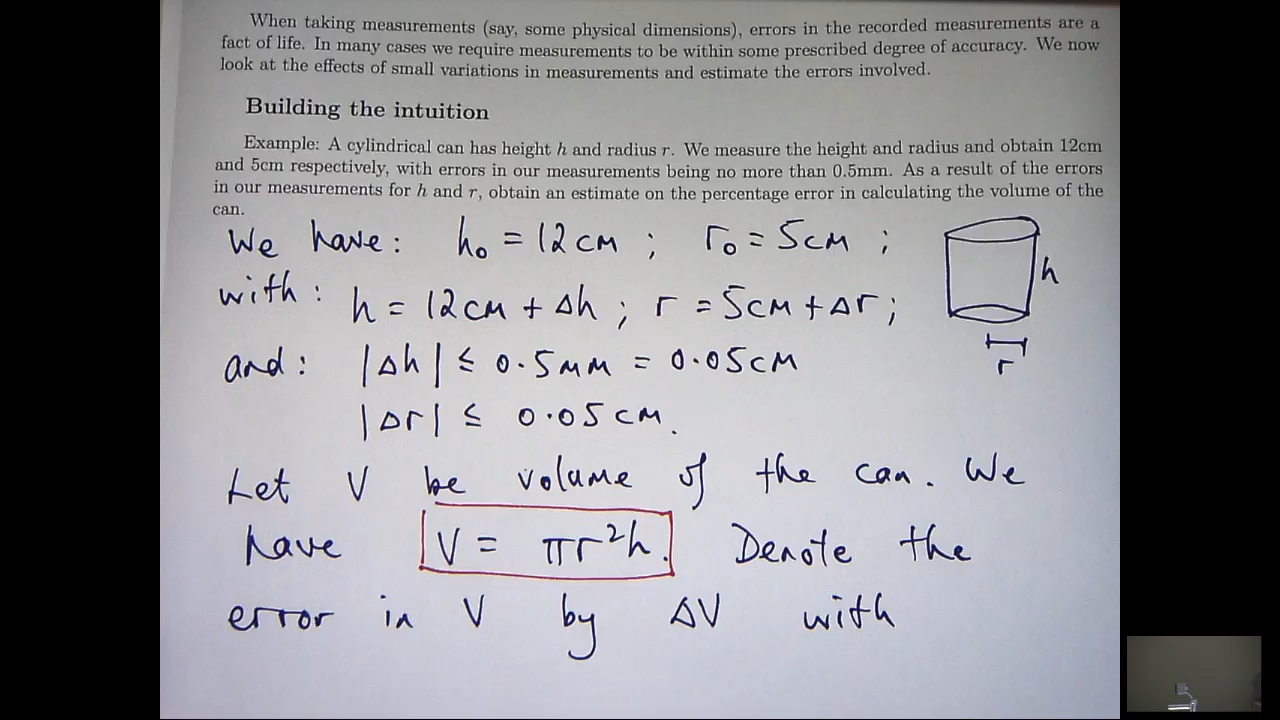 When taking measurements (say, some physical dimensions), errors in the recorded measurements are a
fact of life. In many cases we require measurements to be within some prescribed degree of accuracy. We now
look at the effects of small variations in measurements and estimate the errors involved.
Building the intuition
Example: A cylindrical can has height h and radius r. We measure the height and radius and obtain 12cm
and 5cm respectively, with errors in our measurements being no more than 0.5mm. As a result of the errors
in our measurements for h and r, obtain an estimate on the percentage error in calculating the volume of the
can.
We have: h₀ = 12cm ; r₀ = 5cm ;
with: h = 12cm + Δh ; r = 5cm + Δr ;
h
and: |Δh| ≤ 0.5mm = 0.05cm
r
|Δr| ≤ 0.05cm.
Let V be volume of the can. We
have V = πr²h. Denote the
error in V by ΔV with